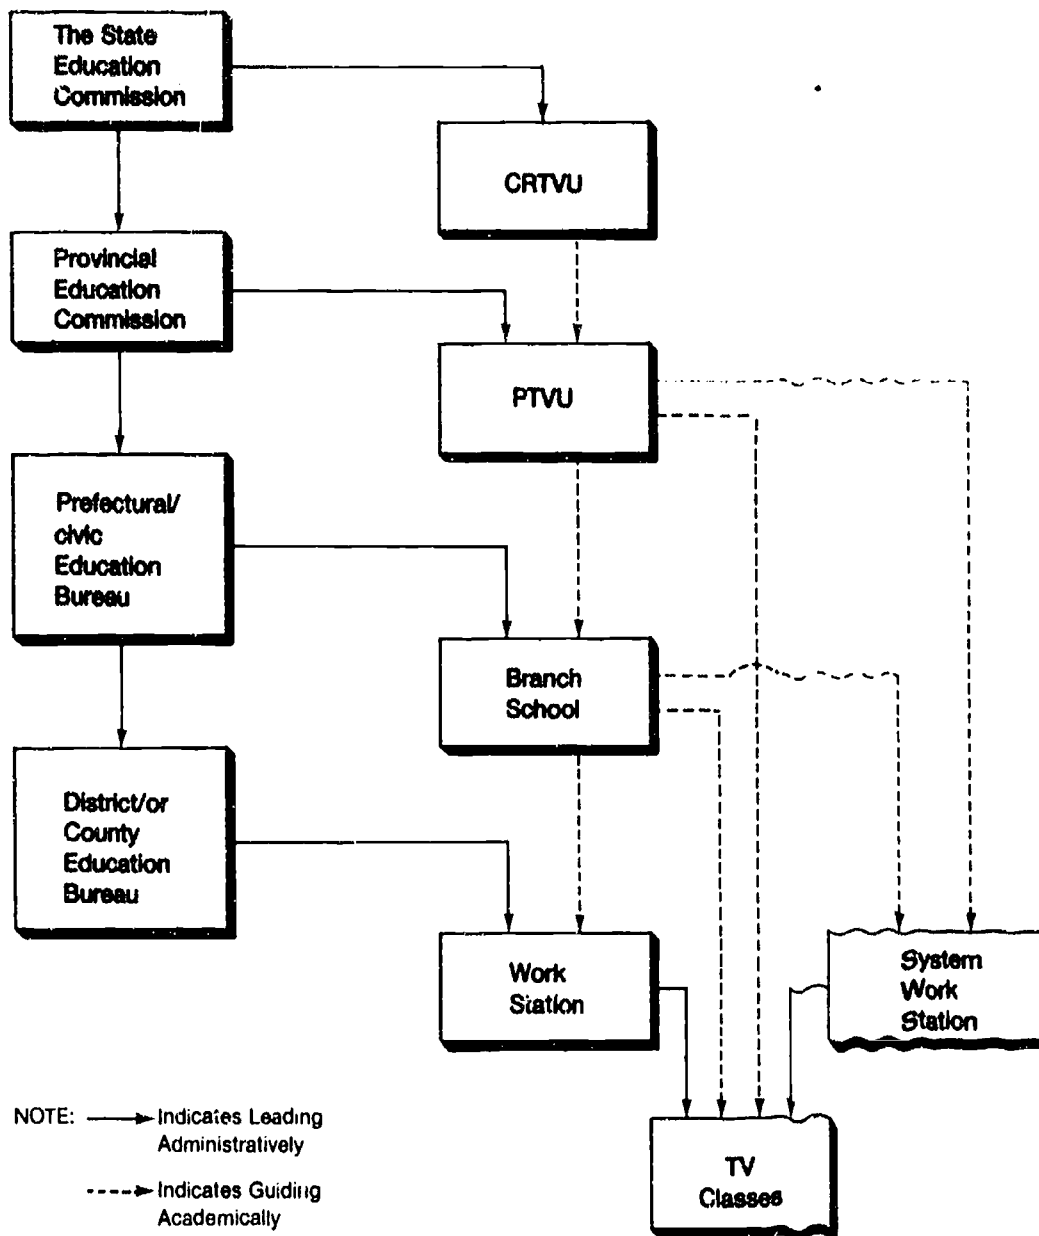 The State
Education
Commission
CRTVU
Provincial
Education
Commission
PTVU
Prefectural/
civic
Education
Bureau
Branch
School
District/or
County
Education
Bureau
Work
Station
System
Work
Station
NOTE: Indicates Leading
Administratively
Indicates Guiding
Academically
TV
Classes